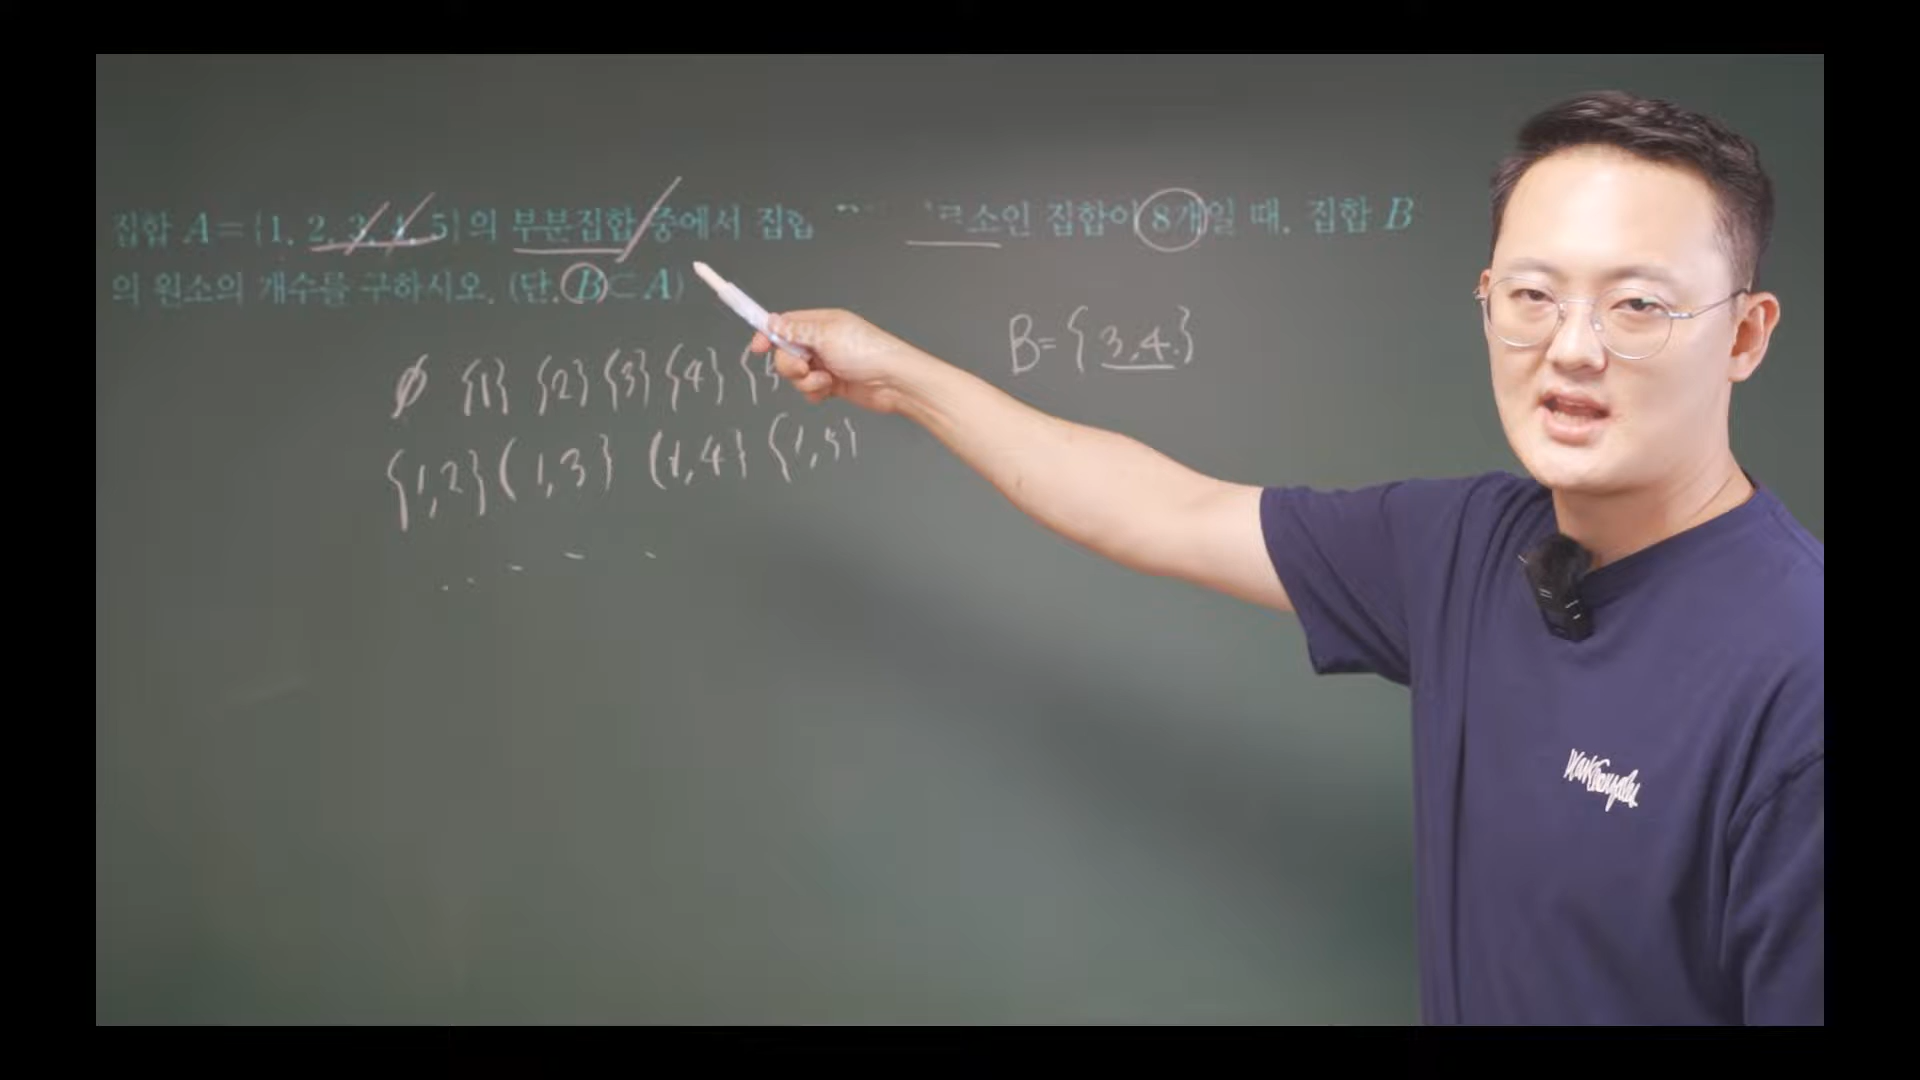 집합 A={1, 2, 3, 4, 5}의 부분집합 중에서 집합 소인 집합이 8개일 때, 집합 B
의 원소의 개수를 구하시오. (단, B⊂A)
B={3,4.}
∅ {1} {2} {3} {4} {5
{1,2} {1,3} {1,4} {1,5}